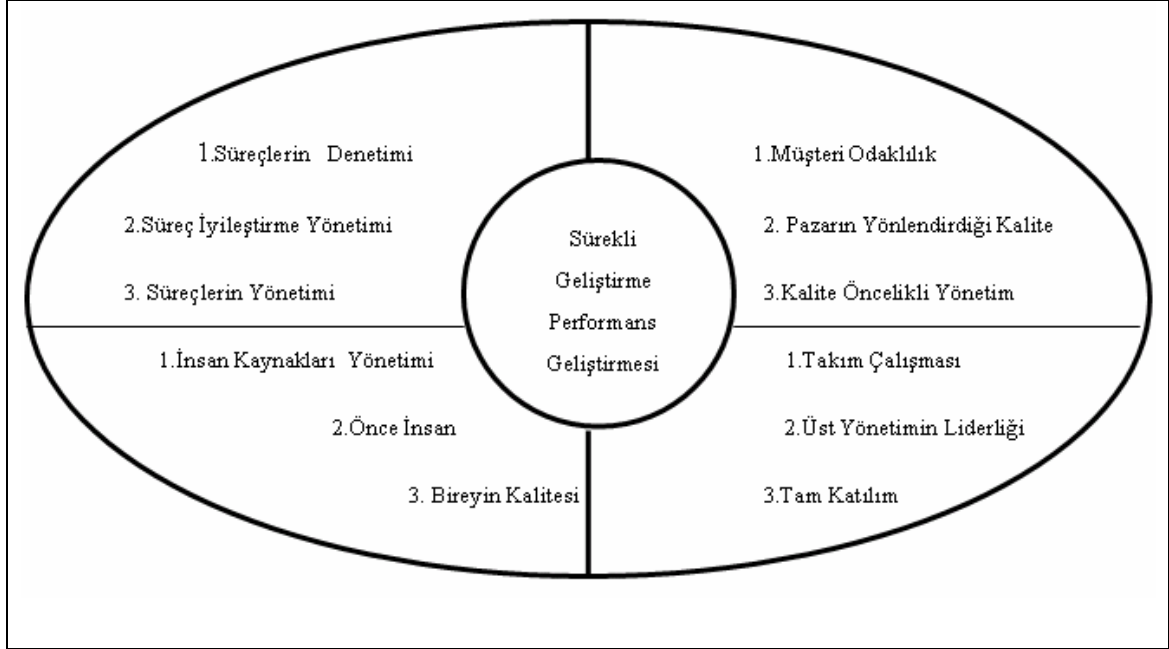 1.Süreçlerin Denetimi
2.Süreç İyileştirme Yönetimi
3. Süreçlerin Yönetimi
1.Müşteri Odaklılık
2. Pazarın Yönlendirdiği Kalite
3.Kalite Öncelikli Yönetim
Sürekli
Geliştirme
Performans
Geliştirmesi
1.İnsan Kaynakları Yönetimi
2.Önce İnsan
3. Bireyin Kalitesi
1.Takım Çalışması
2.Üst Yönetimin Liderliği
3.Tam Katılım